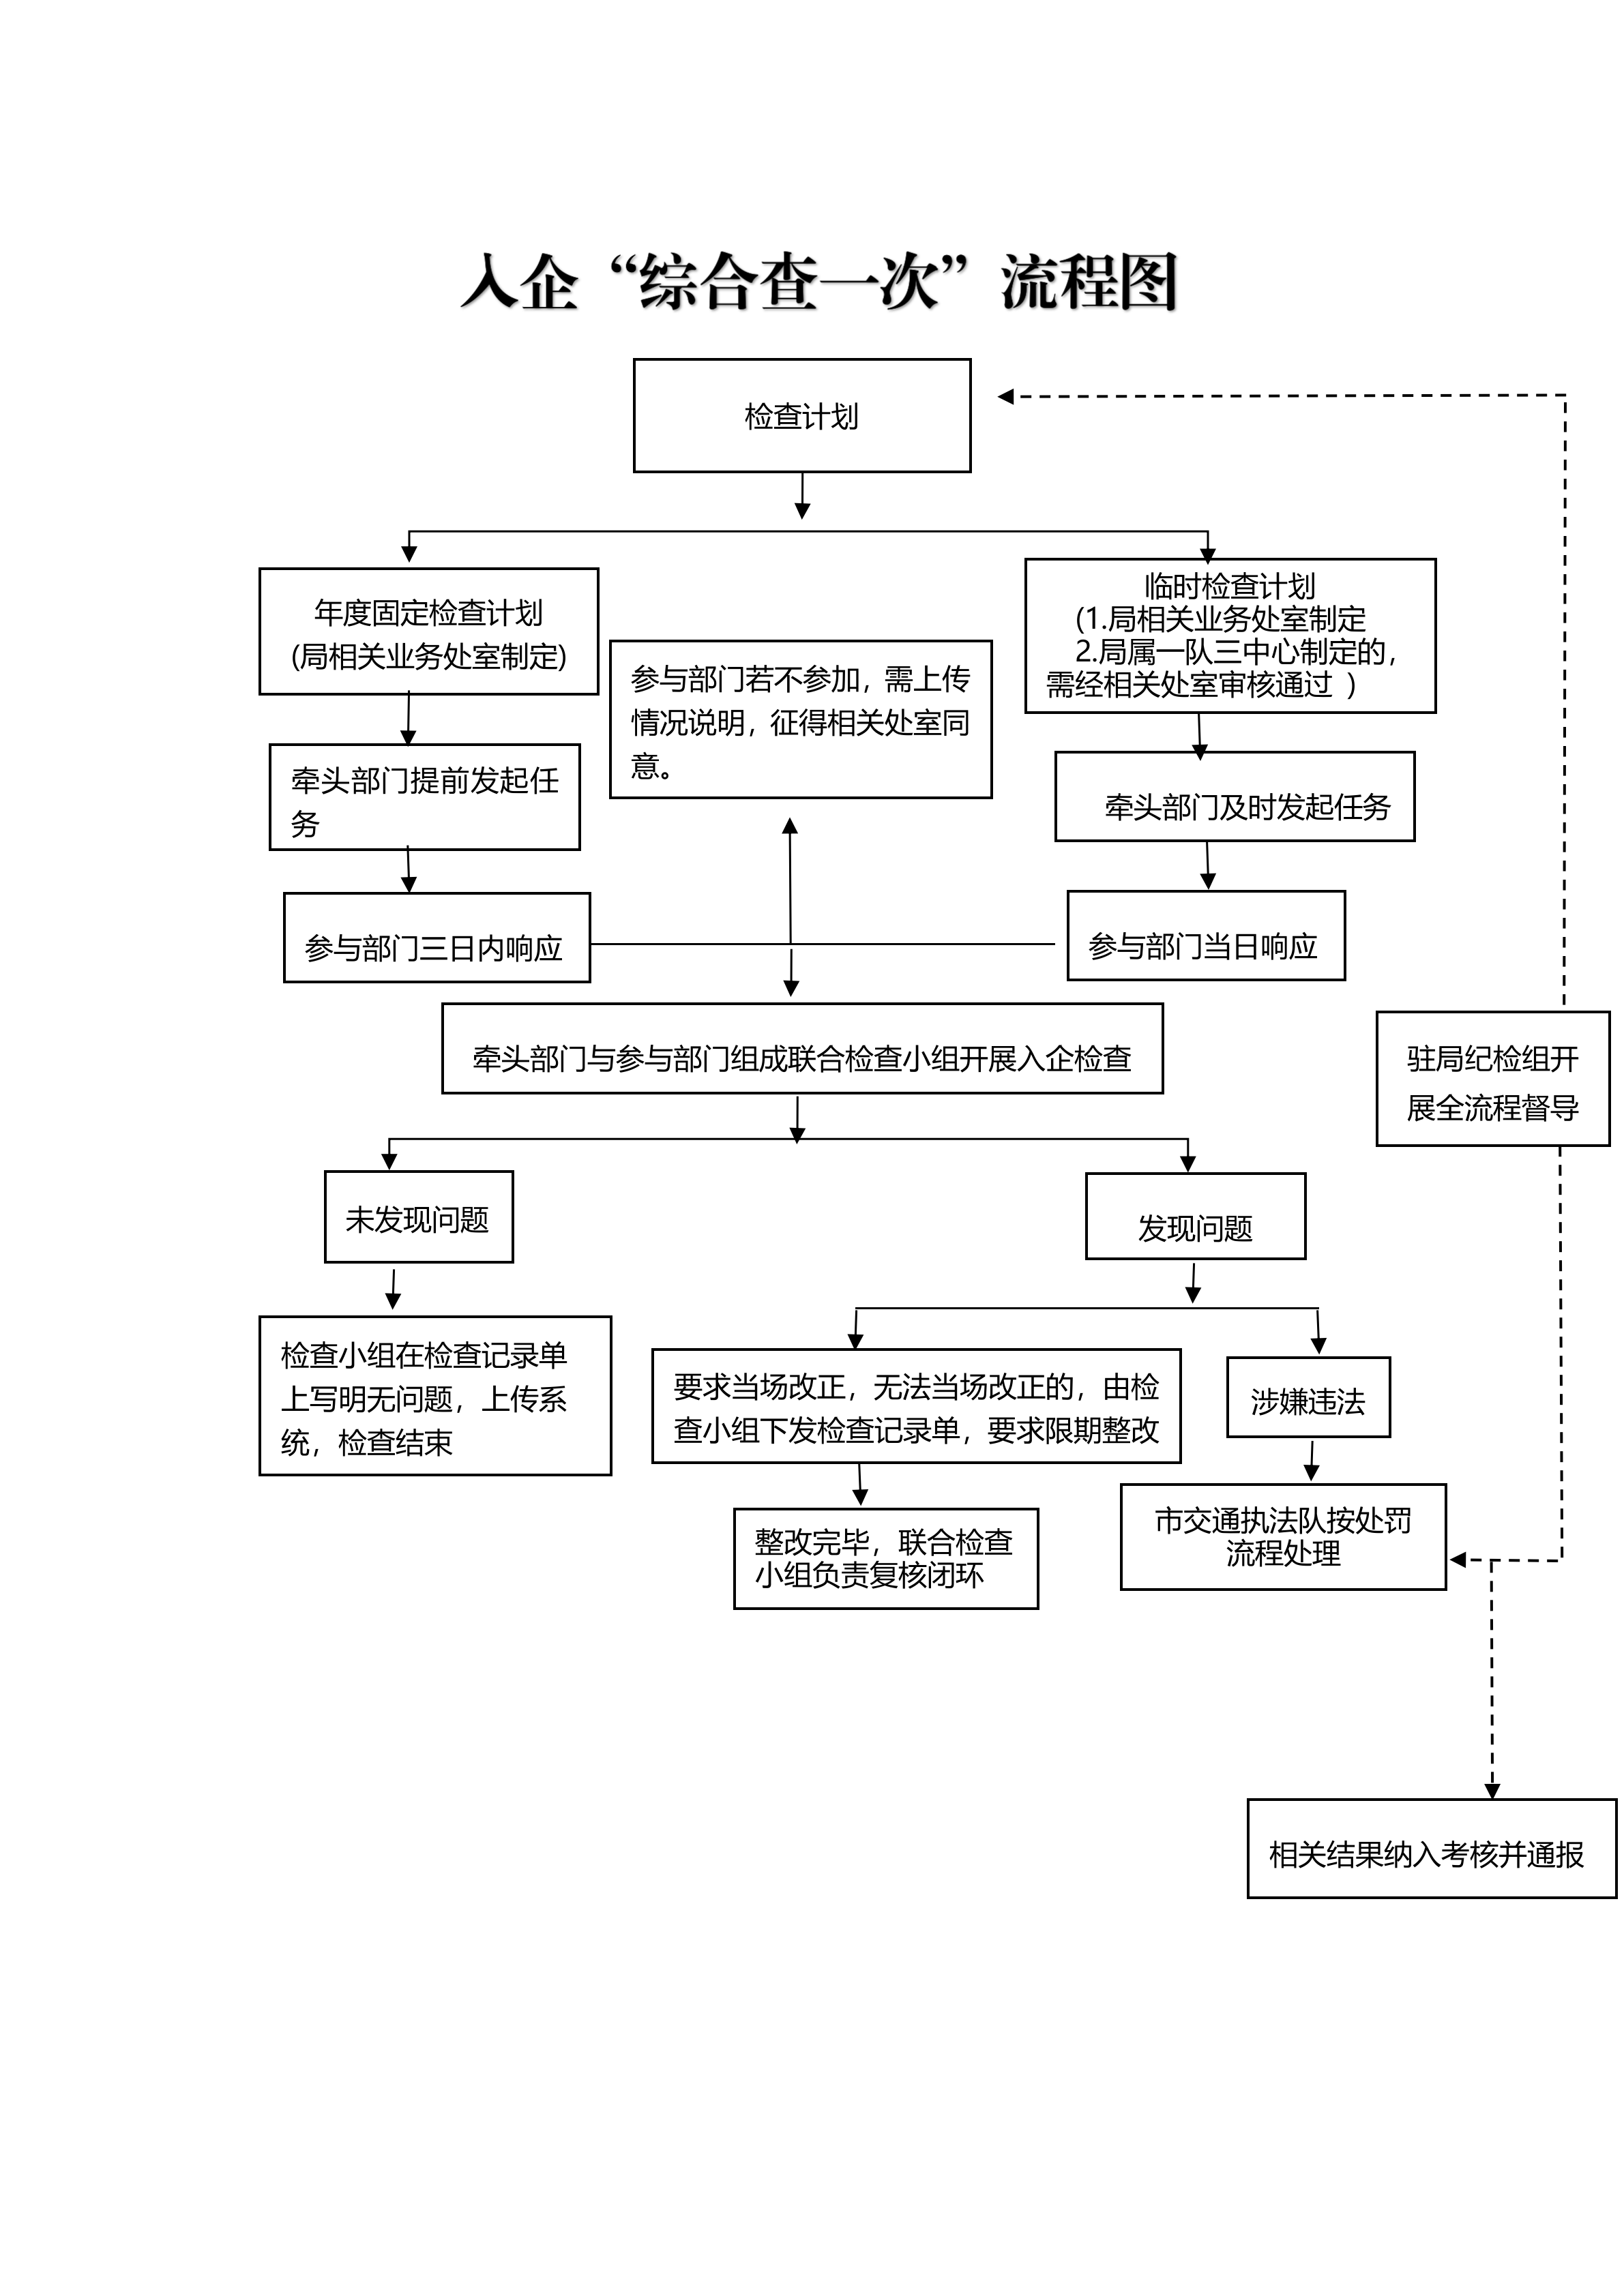 入企“综合查一次”流程图
检查计划
年度固定检查计划
(局相关业务处室制定)
临时检查计划
(1.局相关业务处室制定
2.局属一队三中心制定的，
需经相关处室审核通过 )
参与部门若不参加，需上传
情况说明，征得相关处室同
意。
牵头部门提前发起任
务
牵头部门及时发起任务
参与部门三日内响应
参与部门当日响应
牵头部门与参与部门组成联合检查小组开展入企检查
驻局纪检组开
展全流程督导
未发现问题
发现问题
检查小组在检查记录单
上写明无问题，上传系
统，检查结束
要求当场改正，无法当场改正的，由检
查小组下发检查记录单，要求限期整改
涉嫌违法
整改完毕，联合检查
小组负责复核闭环
市交通执法队按处罚
流程处理
相关结果纳入考核并通报